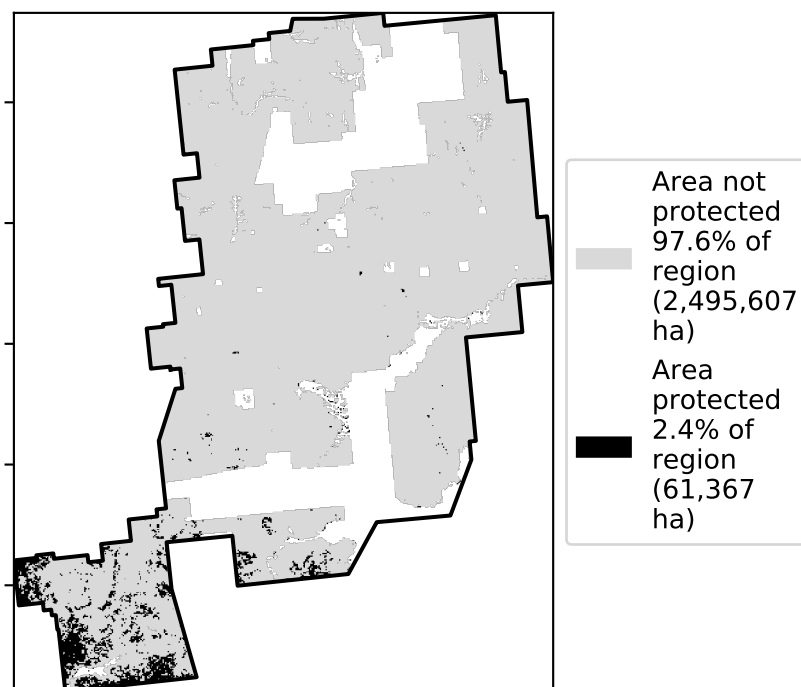 Area not
protected
97.6% of
region
(2,495,607
ha)
Area
protected
2.4% of
region
(61,367
ha)